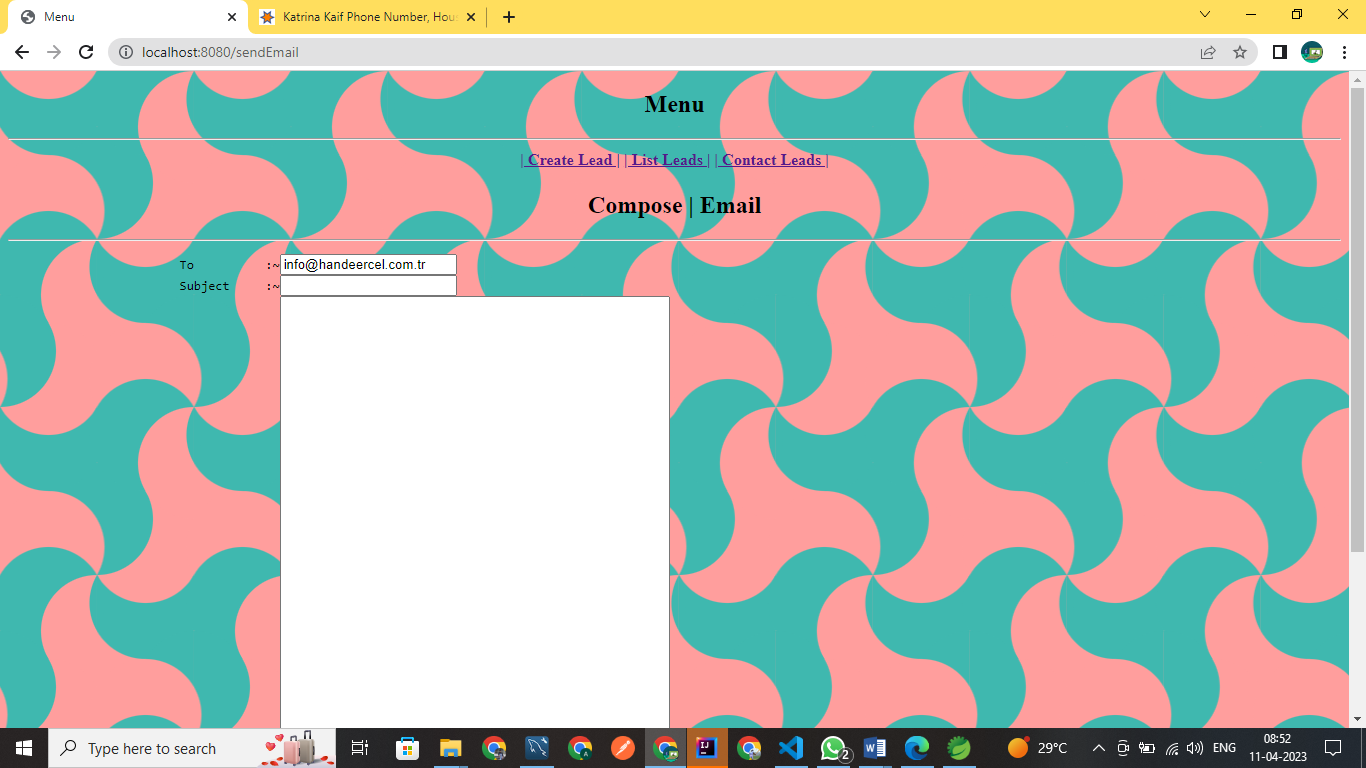 Menu
Katrina Kaif Phone Number, Hou
localhost:8080/sendEmail
Menu
| Create Lead | | List Leads | | Contact Leads |
Compose | Email
To :~ info@handeercel.com.tr
Subject :~
Type here to search
2
29°C
ENG
08:52
11-04-2023